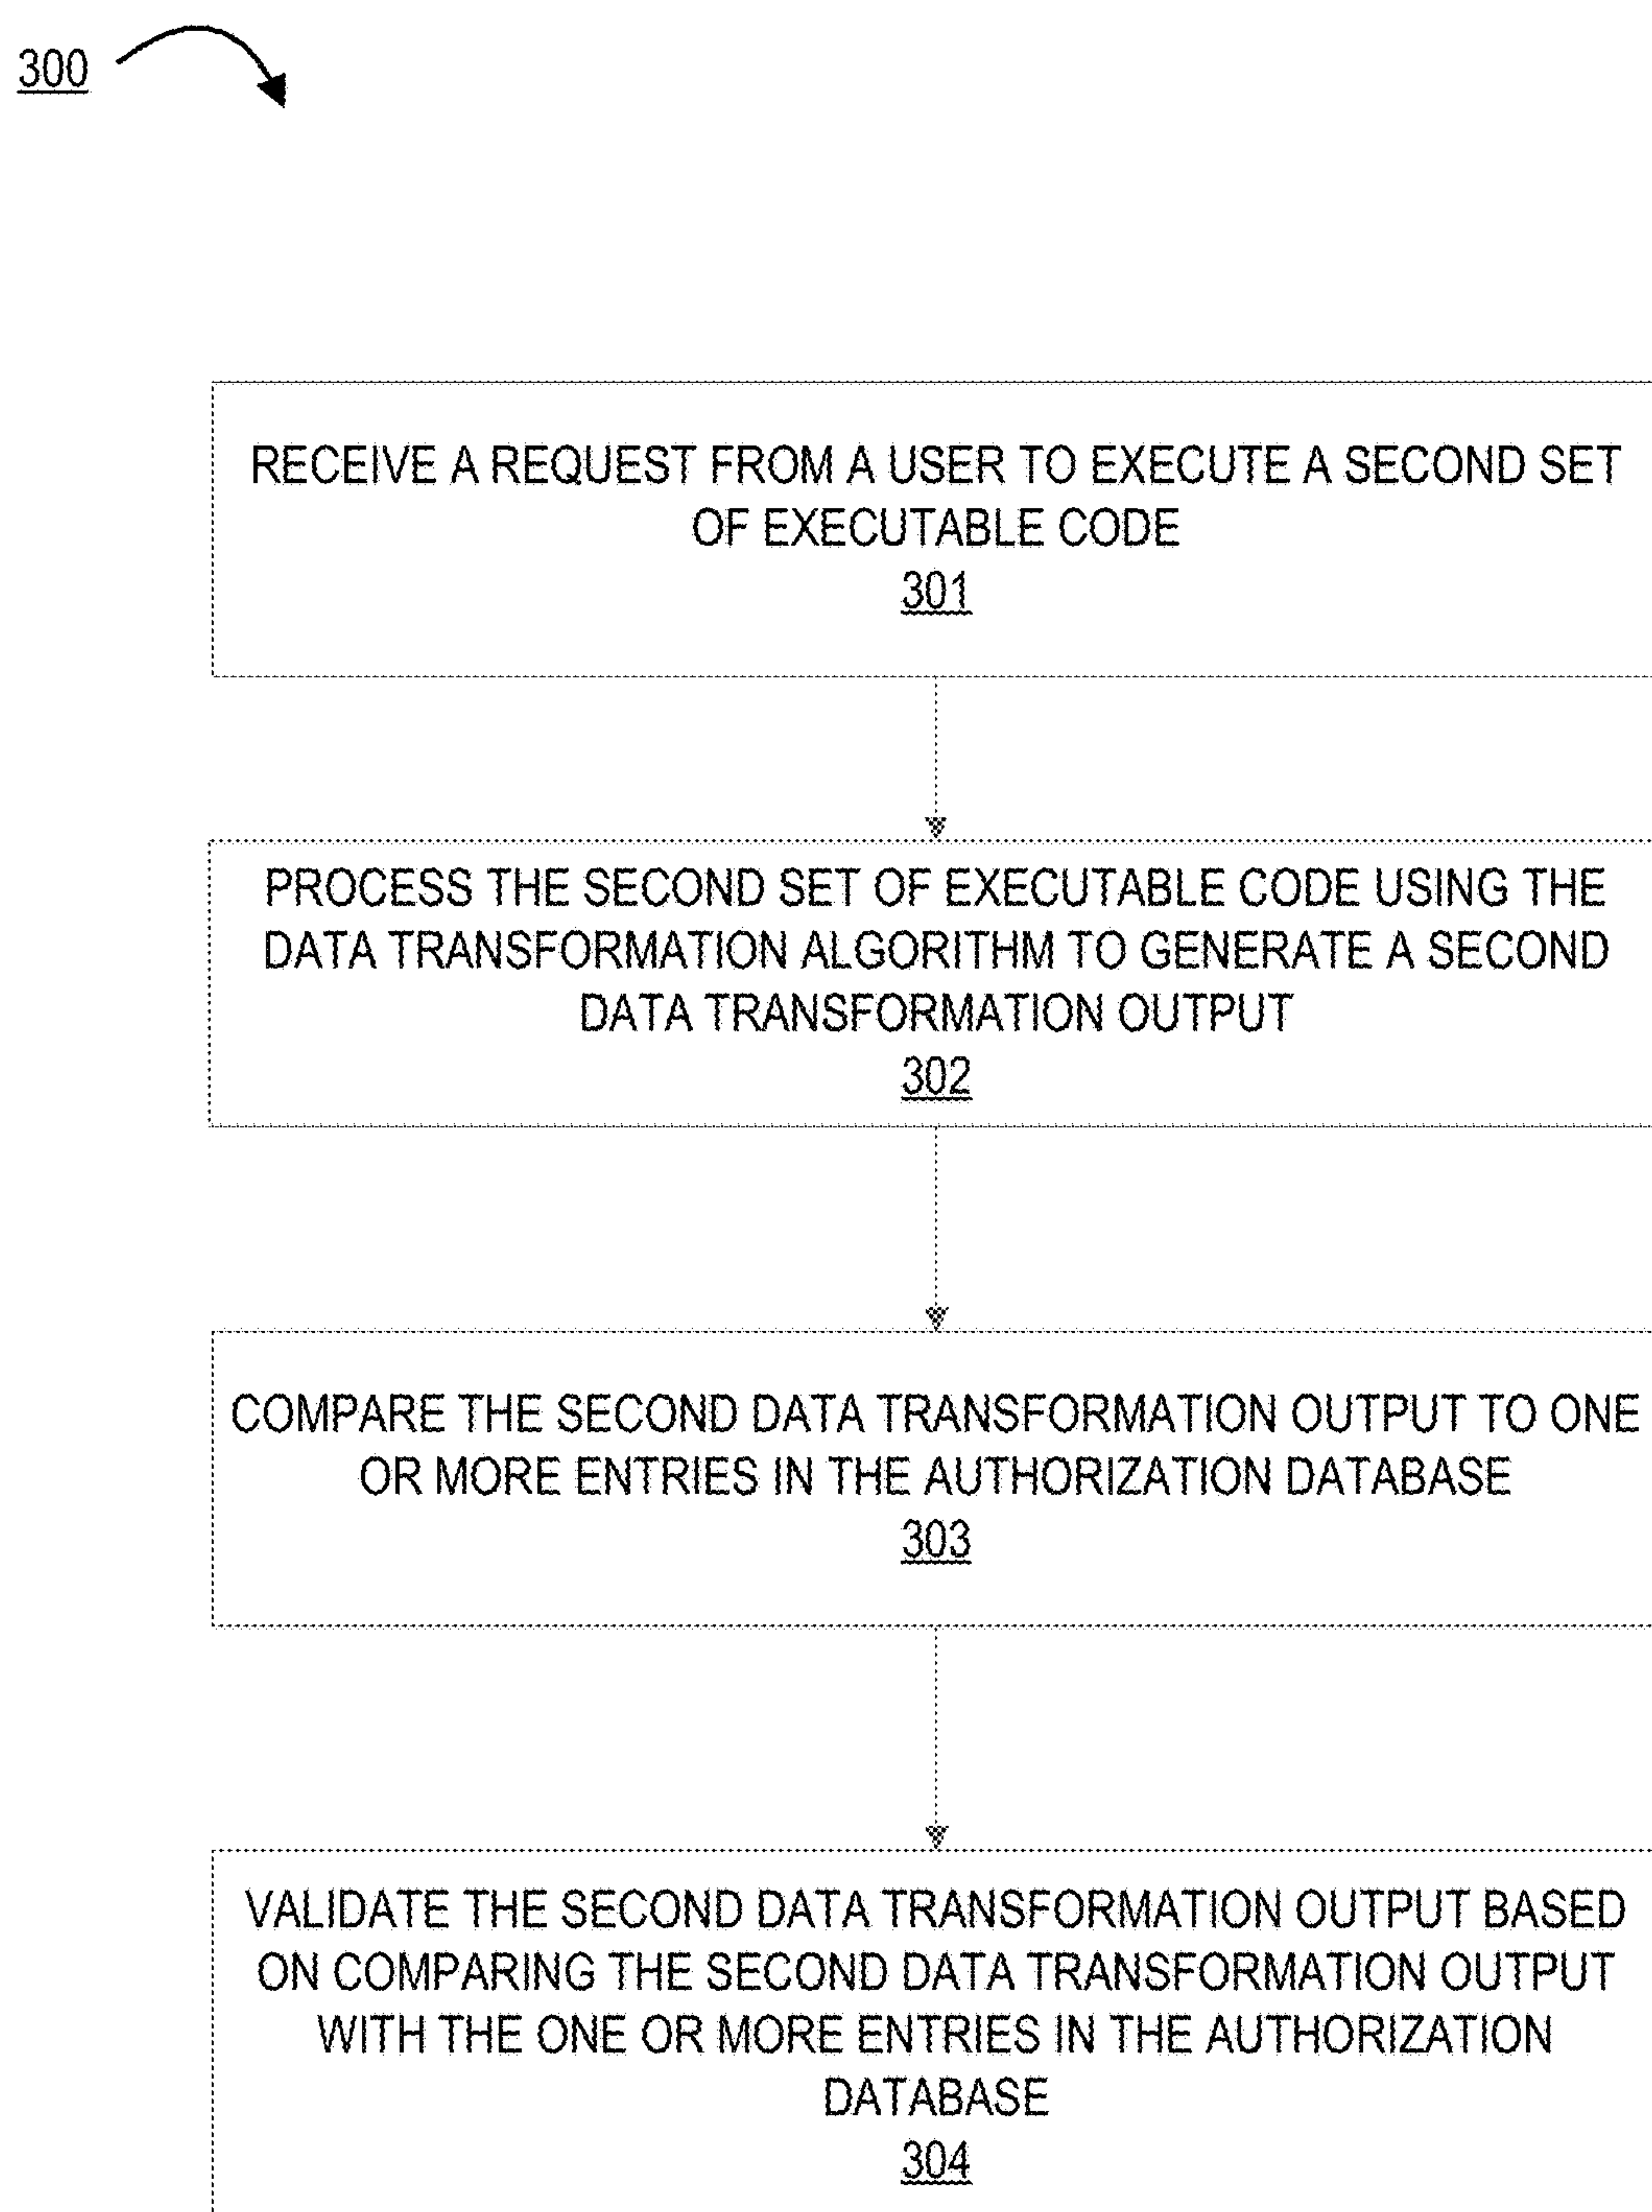 300
RECEIVE A REQUEST FROM A USER TO EXECUTE A SECOND SET
OF EXECUTABLE CODE
301
PROCESS THE SECOND SET OF EXECUTABLE CODE USING THE
DATA TRANSFORMATION ALGORITHM TO GENERATE A SECOND
DATA TRANSFORMATION OUTPUT
302
COMPARE THE SECOND DATA TRANSFORMATION OUTPUT TO ONE
OR MORE ENTRIES IN THE AUTHORIZATION DATABASE
303
VALIDATE THE SECOND DATA TRANSFORMATION OUTPUT BASED
ON COMPARING THE SECOND DATA TRANSFORMATION OUTPUT
WITH THE ONE OR MORE ENTRIES IN THE AUTHORIZATION
DATABASE
304